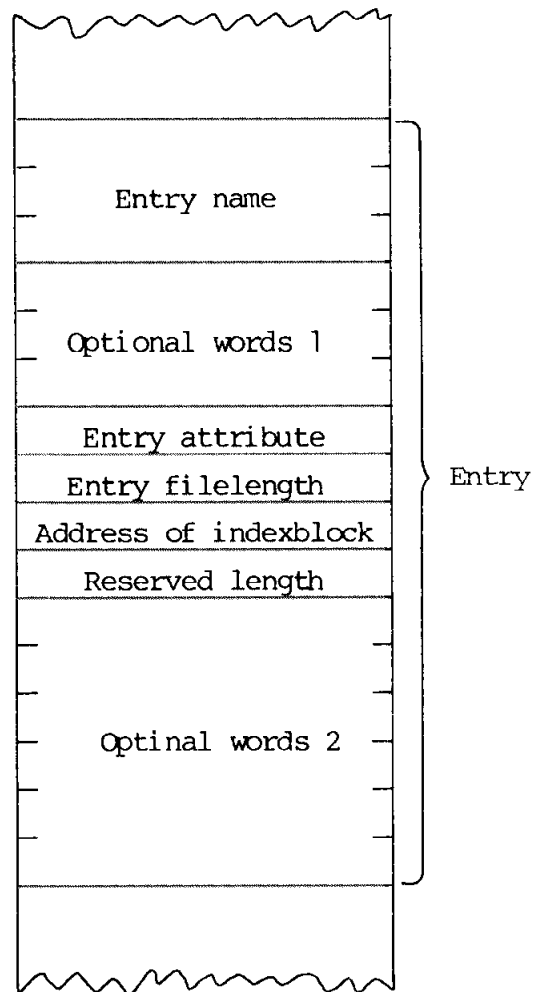 Entry name
Optional words 1
Entry attribute
Entry filelength
Address of indexblock
Reserved length
Optinal words 2
Entry